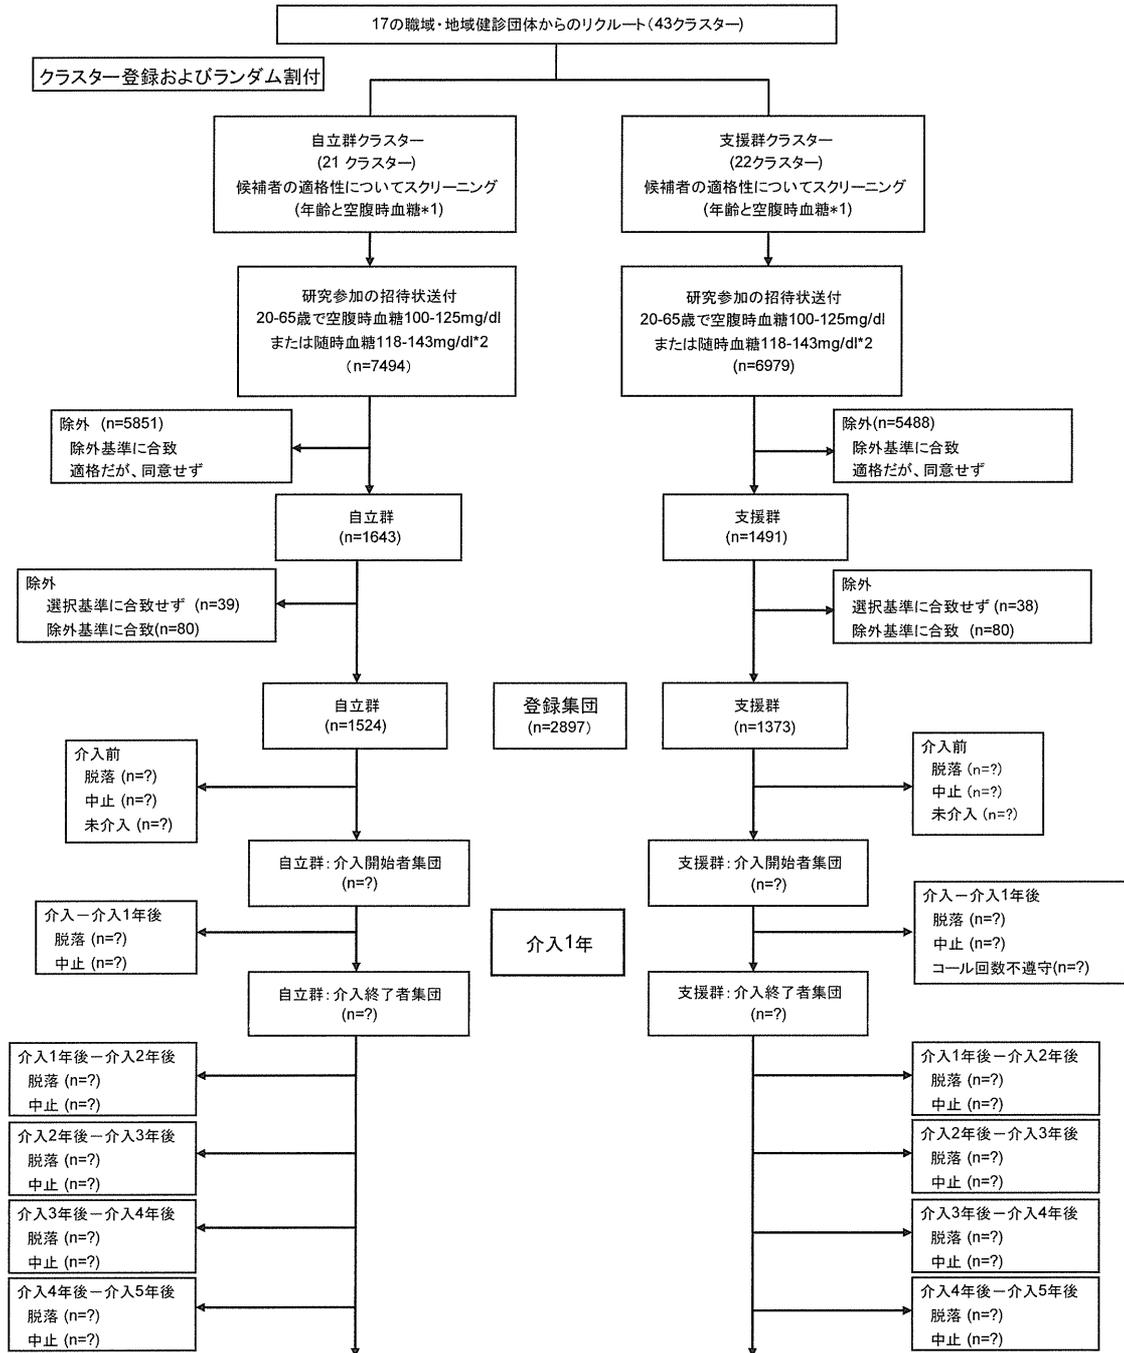 17の職域・地域健診団体からのリクルート(43クラスター)
クラスター登録およびランダム割付
自立群クラスター
(21 クラスター)
候補者の適格性についてスクリーニング
(年齢と空腹時血糖*1)
支援群クラスター
(22クラスター)
候補者の適格性についてスクリーニング
(年齢と空腹時血糖*1)
研究参加の招待状送付
20-65歳で空腹時血糖100-125mg/dl
または随時血糖118-143mg/dl*2
(n=7494)
研究参加の招待状送付
20-65歳で空腹時血糖100-125mg/dl
または随時血糖118-143mg/dl*2
(n=6979)
除外 (n=5851)
除外基準に合致
適格だが、同意せず
除外(n=5488)
除外基準に合致
適格だが、同意せず
自立群
(n=1643)
支援群
(n=1491)
除外
選択基準に合致せず (n=39)
除外基準に合致(n=80)
除外
選択基準に合致せず (n=38)
除外基準に合致 (n=80)
自立群
(n=1524)
登録集団
(n=2897)
支援群
(n=1373)
介入前
脱落 (n=?)
中止 (n=?)
未介入 (n=?)
介入前
脱落 (n=?)
中止 (n=?)
未介入 (n=?)
自立群:介入開始者集団
(n=?)
支援群:介入開始者集団
(n=?)
介入-介入1年後
脱落 (n=?)
中止 (n=?)
介入1年
介入-介入1年後
脱落 (n=?)
中止 (n=?)
コール回数不遵守(n=?)
自立群:介入終了者集団
(n=?)
支援群:介入終了者集団
(n=?)
介入1年後-介入2年後
脱落 (n=?)
中止 (n=?)
介入1年後-介入2年後
脱落 (n=?)
中止 (n=?)
介入2年後-介入3年後
脱落 (n=?)
中止 (n=?)
介入2年後-介入3年後
脱落 (n=?)
中止 (n=?)
介入3年後-介入4年後
脱落 (n=?)
中止 (n=?)
介入3年後-介入4年後
脱落 (n=?)
中止 (n=?)
介入4年後-介入5年後
脱落 (n=?)
中止 (n=?)
介入4年後-介入5年後
脱落 (n=?)
中止 (n=?)